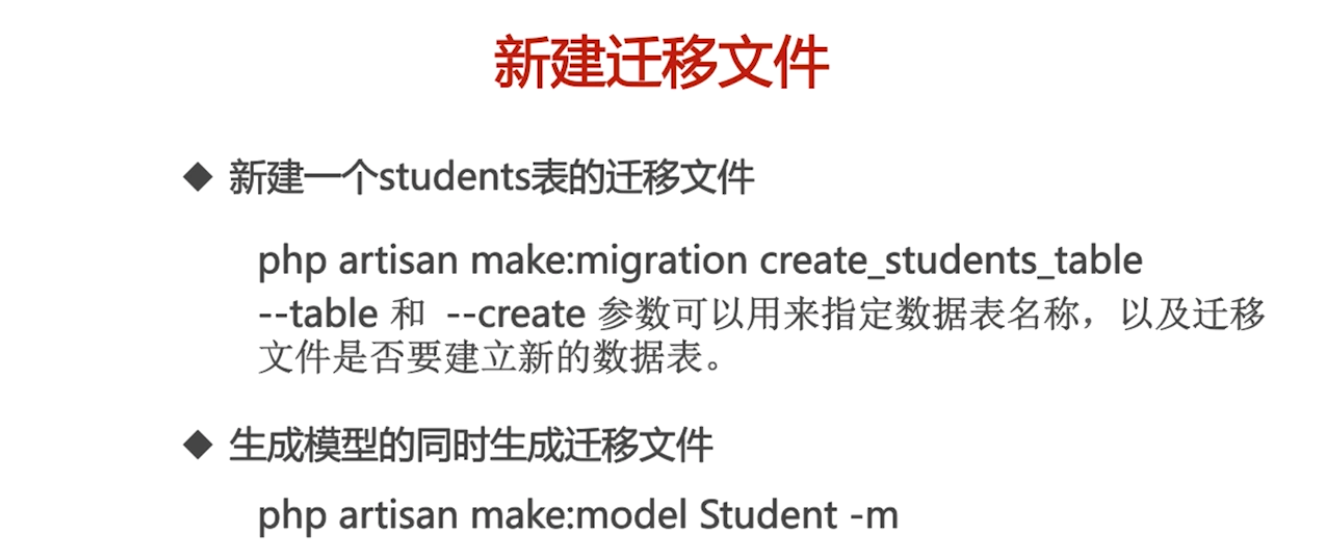 新建迁移文件
◆ 新建一个students表的迁移文件
php artisan make:migration create_students_table
--table 和 --create 参数可以用来指定数据表名称，以及迁移
文件是否要建立新的数据表。
◆ 生成模型的同时生成迁移文件
php artisan make:model Student -m